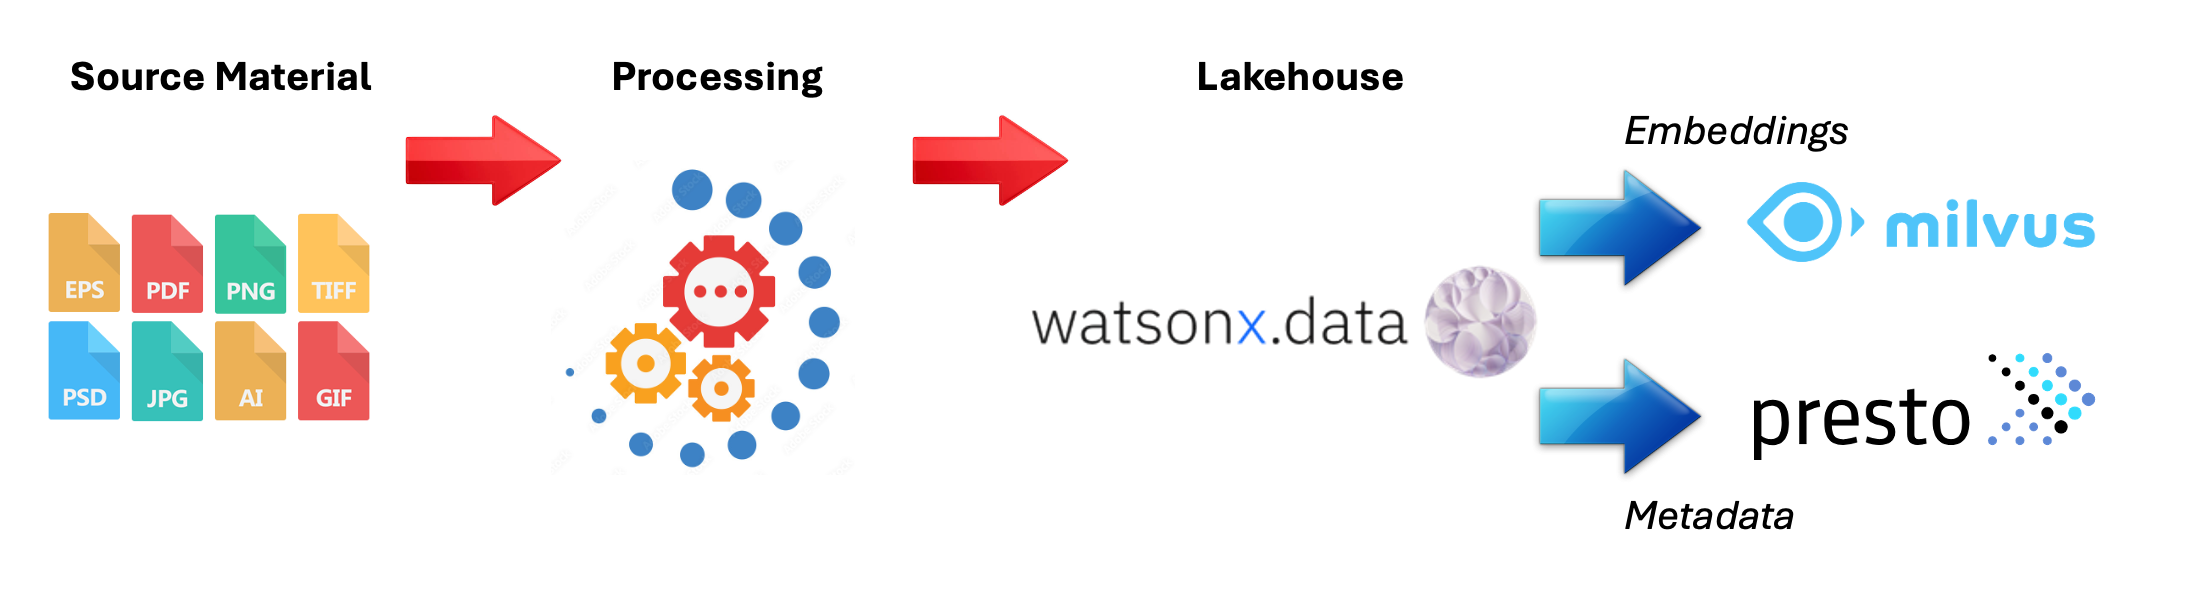 Source Material
Processing
Lakehouse
Embeddings
milvus
EPS PDF PNG TIFF
PSD JPG AI GIF
watsonx.data
presto
Metadata